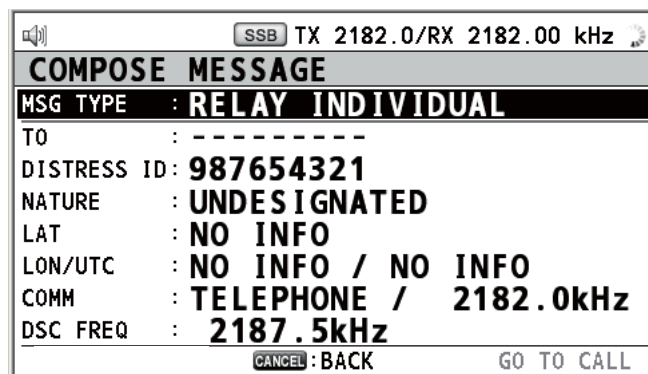 SSB TX 2182.0/RX 2182.00 kHz
COMPOSE MESSAGE
MSG TYPE : RELAY INDIVIDUAL
TO : ---------
DISTRESS ID: 987654321
NATURE : UNDESIGNATED
LAT : NO INFO
LON/UTC : NO INFO / NO INFO
COMM : TELEPHONE / 2182.0kHz
DSC FREQ : 2187.5kHz
CANCEL : BACK GO TO CALL